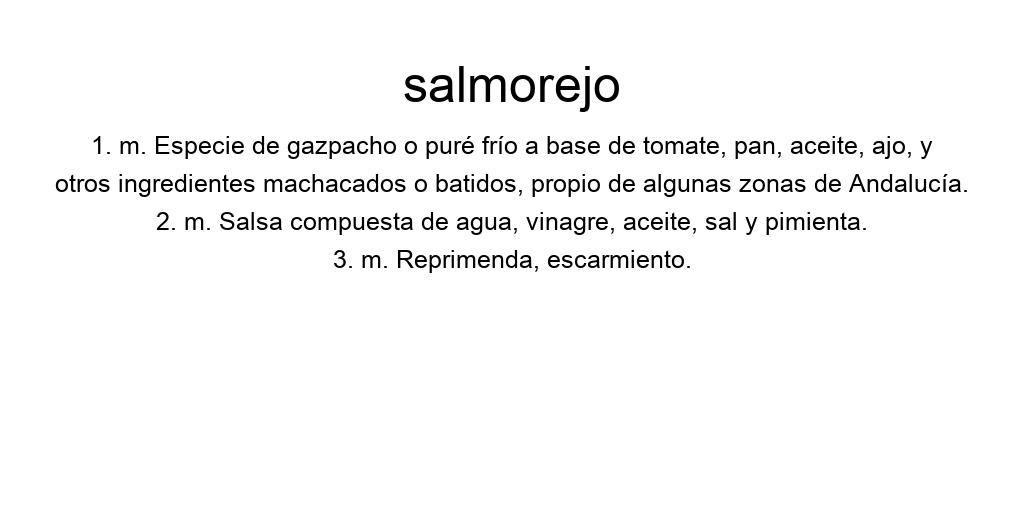 salmorejo
1. m. Especie de gazpacho o puré frío a base de tomate, pan, aceite, ajo, y
otros ingredientes machacados o batidos, propio de algunas zonas de Andalucía.
2. m. Salsa compuesta de agua, vinagre, aceite, sal y pimienta.
3. m. Reprimenda, escarmiento.